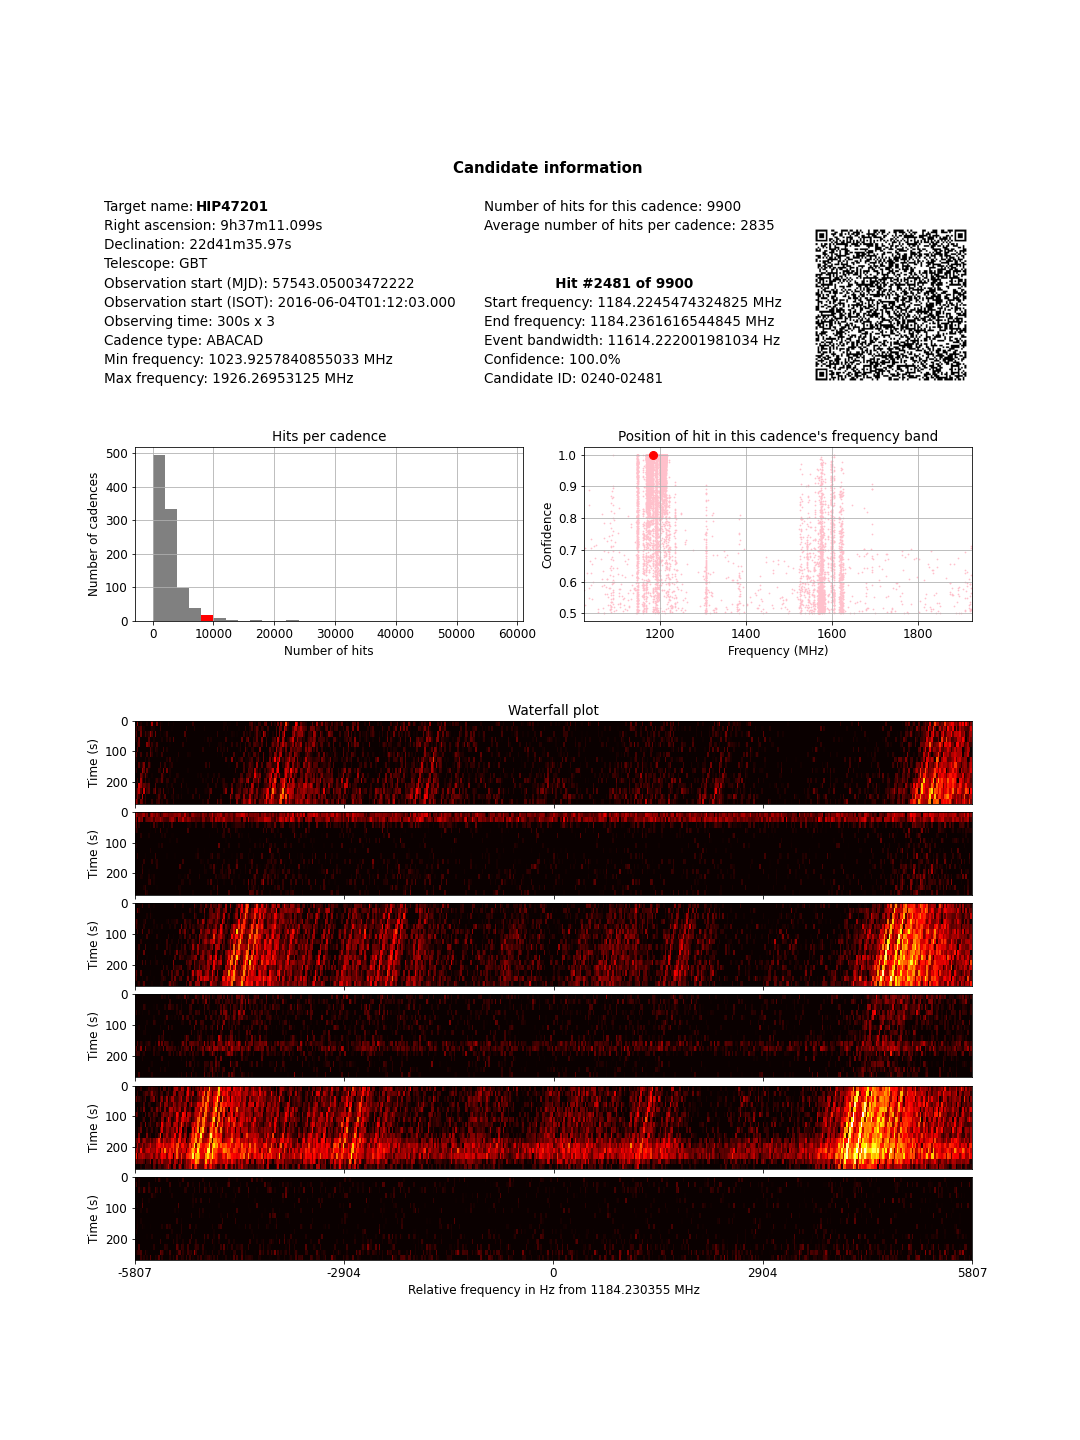 Candidate information
Target name: HIP47201
Right ascension: 9h37m11.099s
Declination: 22d41m35.97s
Telescope: GBT
Observation start (MJD): 57543.05003472222
Observation start (ISOT): 2016-06-04T01:12:03.000
Observing time: 300s x 3
Cadence type: ABACAD
Min frequency: 1023.9257840855033 MHz
Max frequency: 1926.26953125 MHz
Number of hits for this cadence: 9900
Average number of hits per cadence: 2835
Hit #2481 of 9900
Start frequency: 1184.2245474324825 MHz
End frequency: 1184.2361616544845 MHz
Event bandwidth: 11614.222001981034 Hz
Confidence: 100.0%
Candidate ID: 0240-02481
Hits per cadence
Number of cadences
500
400
300
200
100
0
0 10000 20000 30000 40000 50000 60000
Number of hits
Position of hit in this cadence's frequency band
Confidence
1.0
0.9
0.8
0.7
0.6
0.5
1200 1400 1600 1800
Frequency (MHz)
Waterfall plot
Time (s)
0
100
200
Time (s)
0
100
200
Time (s)
0
100
200
Time (s)
0
100
200
Time (s)
0
100
200
Time (s)
0
100
200
-5807 -2904 0 2904 5807
Relative frequency in Hz from 1184.230355 MHz